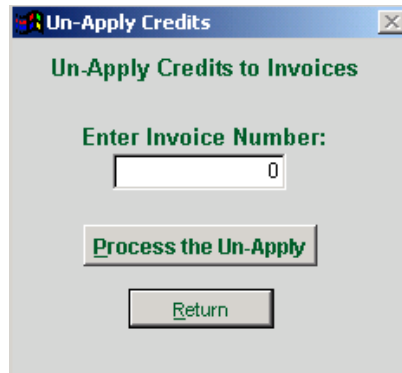 Un-Apply Credits
Un-Apply Credits to Invoices
Enter Invoice Number:
0
Process the Un-Apply
Return